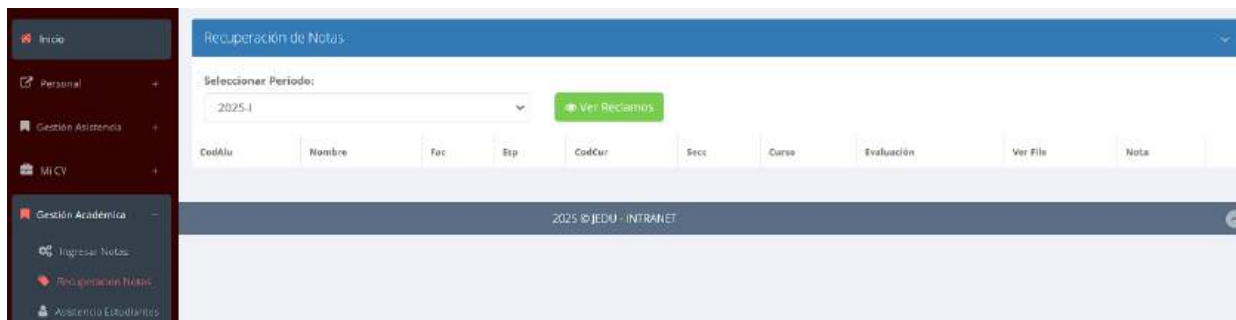 Inicio
Personal
Gestión Asistencia
Mi CV
Gestión Académica
Ingresar Notas
Recuperación Notas
Asistencia Estudiantes
Recuperación de Notas
Seleccionar Periodo:
2025-I
Ver Reclamos
CodAlu Nombre Fac Esp CodCur Secc Curso Evaluación Ver File Nota
2025 © JEDU - INTRANET